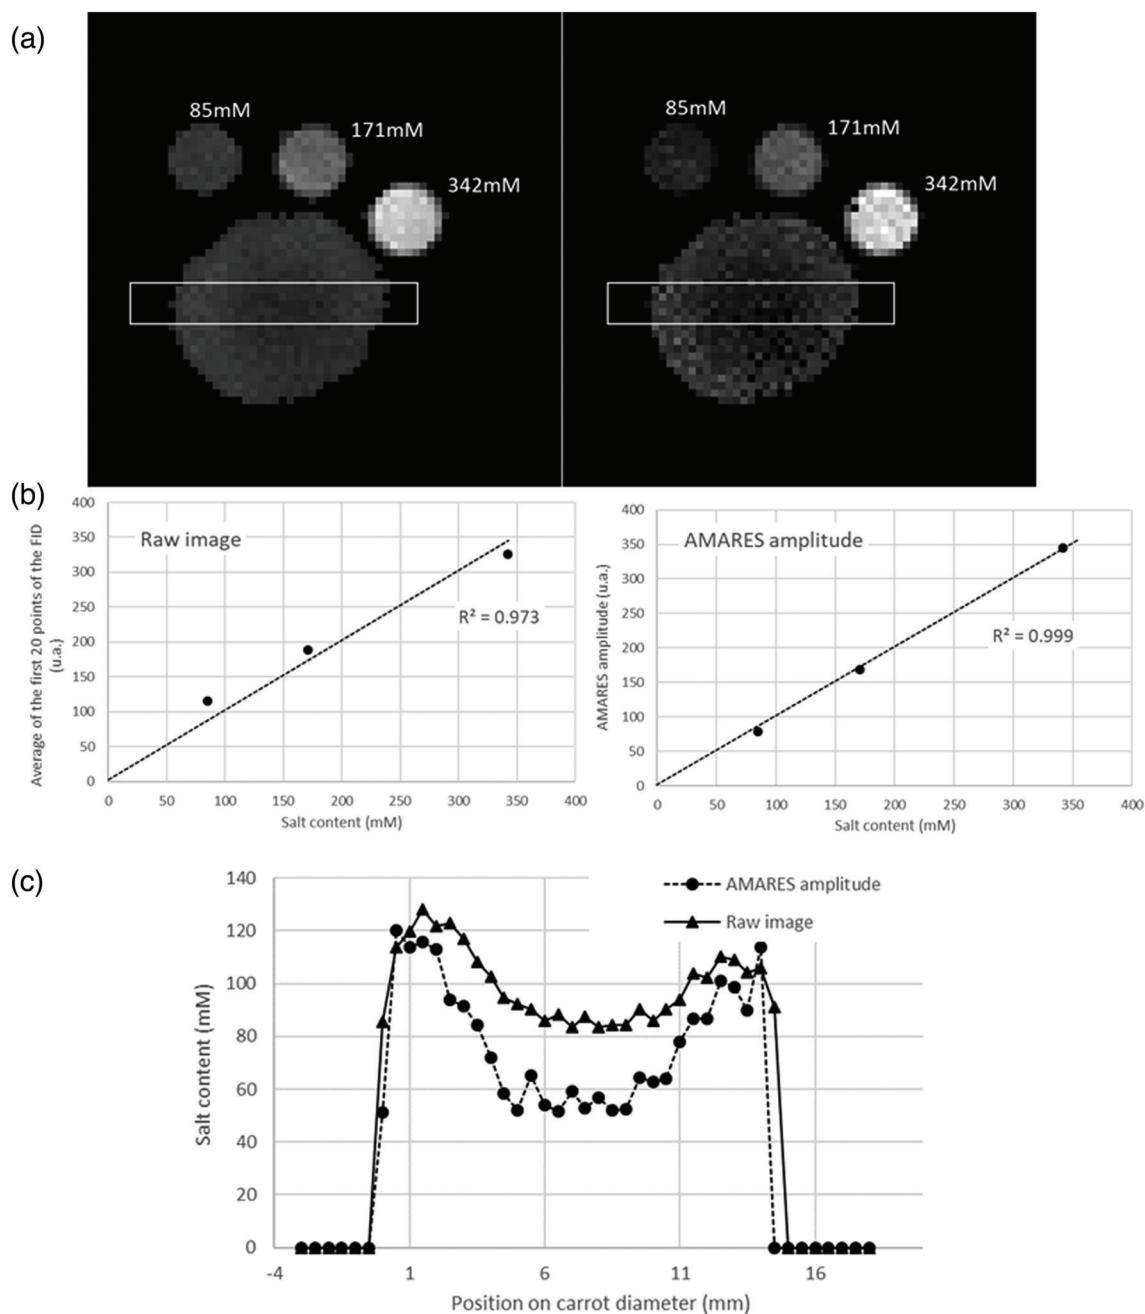 (a)
85mM
171mM
342mM
85mM
171mM
342mM
(b)
400
350
300
250
200
150
100
50
0
Average of the first 20 points of the FID
(u.a.)
Raw image
R² = 0.973
0 50 100 150 200 250 300 350 400
Salt content (mM)
400
350
300
250
200
150
100
50
0
AMARES amplitude (u.a.)
AMARES amplitude
R² = 0.999
0 50 100 150 200 250 300 350 400
Salt content (mM)
(c)
140
120
100
80
60
40
20
0
Salt content (mM)
AMARES amplitude
Raw image
-4 1 6 11 16
Position on carrot diameter (mm)